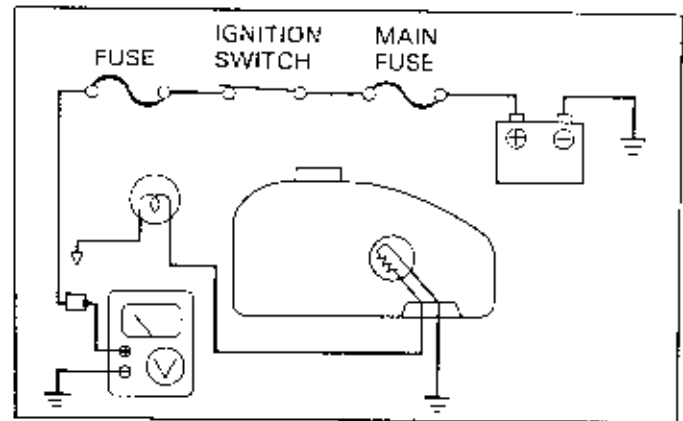 FUSE
IGNITION
SWITCH
MAIN
FUSE
⊕ ⊖
⊕
⊖
V